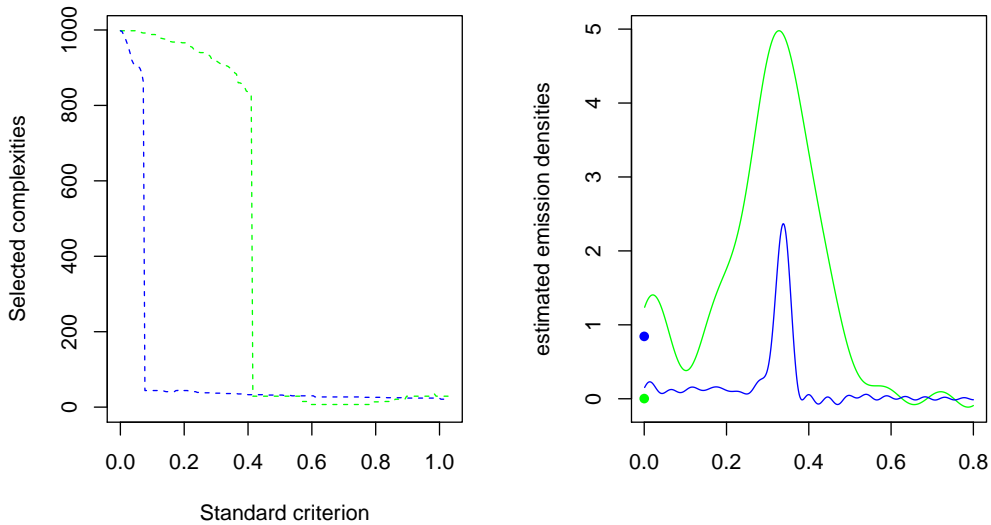 Selected complexities
1000
800
600
400
200
0
0.0 0.2 0.4 0.6 0.8 1.0
Standard criterion
estimated emission densities
5
4
3
2
1
0
0.0 0.2 0.4 0.6 0.8